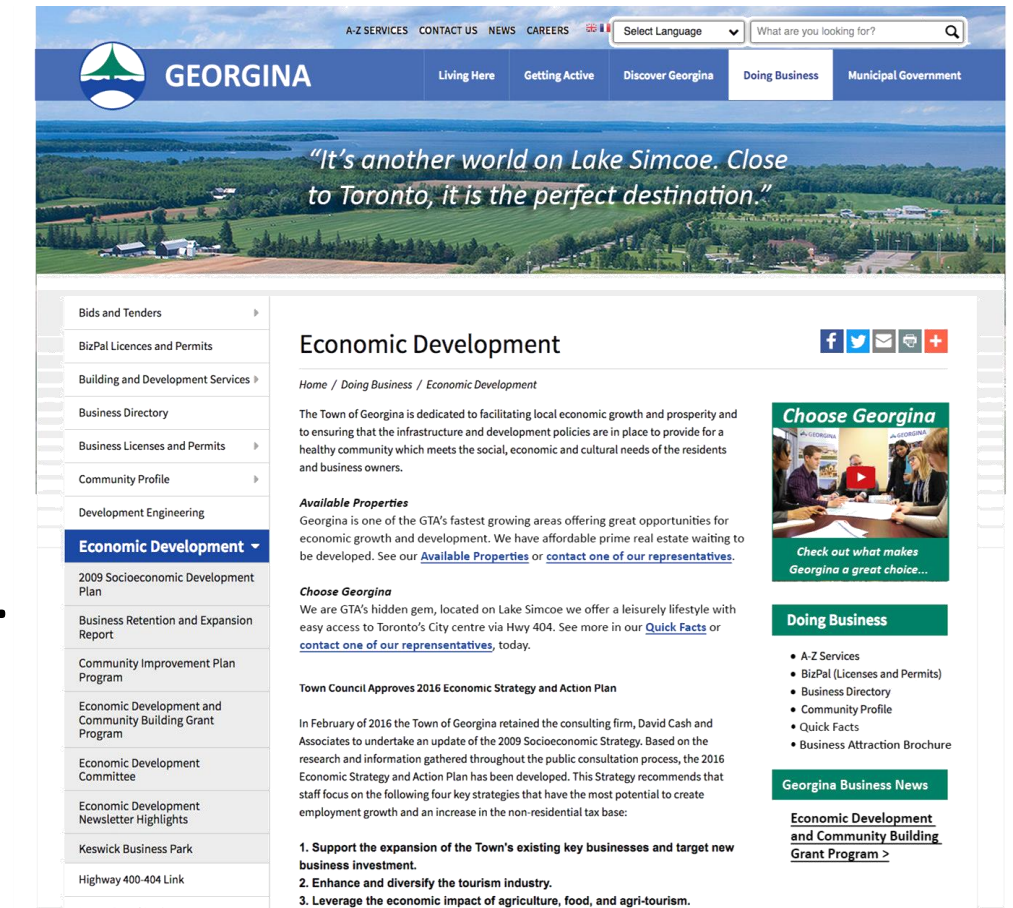 A-Z SERVICES CONTACT US NEWS CAREERS Select Language What are you looking for?
GEORGINA
Living Here Getting Active Discover Georgina Doing Business Municipal Government
“It’s another world on Lake Simcoe. Close
to Toronto, it is the perfect destination.”
Bids and Tenders
BizPal Licences and Permits
Building and Development Services
Business Directory
Business Licenses and Permits
Community Profile
Development Engineering
Economic Development
2009 Socioeconomic Development
Plan
Business Retention and Expansion
Report
Community Improvement Plan
Program
Economic Development and
Community Building Grant
Program
Economic Development
Committee
Economic Development
Newsletter Highlights
Keswick Business Park
Highway 400-404 Link
Economic Development
Home / Doing Business / Economic Development
The Town of Georgina is dedicated to facilitating local economic growth and prosperity and
to ensuring that the infrastructure and development policies are in place to provide for a
healthy community which meets the social, economic and cultural needs of the residents
and business owners.
Available Properties
Georgina is one of the GTA’s fastest growing areas offering great opportunities for
economic growth and development. We have affordable prime real estate waiting to
be developed. See our Available Properties or contact one of our representatives.
Choose Georgina
We are GTA’s hidden gem, located on Lake Simcoe we offer a leisurely lifestyle with
easy access to Toronto’s City centre via Hwy 404. See more in our Quick Facts or
contact one of our reprensentatives, today.
Town Council Approves 2016 Economic Strategy and Action Plan
In February of 2016 the Town of Georgina retained the consulting firm, David Cash and
Associates to undertake an update of the 2009 Socioeconomic Strategy. Based on the
research and information gathered throughout the public consultation process, the 2016
Economic Strategy and Action Plan has been developed. This Strategy recommends that
staff focus on the following four key strategies that have the most potential to create
employment growth and an increase in the non-residential tax base:
1. Support the expansion of the Town's existing key businesses and target new
business investment.
2. Enhance and diversify the tourism industry.
3. Leverage the economic impact of agriculture, food, and agri-tourism.
Choose Georgina
GEORGINA GEORGINA
Check out what makes
Georgina a great choice...
Doing Business
• A-Z Services
• BizPal (Licenses and Permits)
• Business Directory
• Community Profile
• Quick Facts
• Business Attraction Brochure
Georgina Business News
Economic Development
and Community Building
Grant Program >